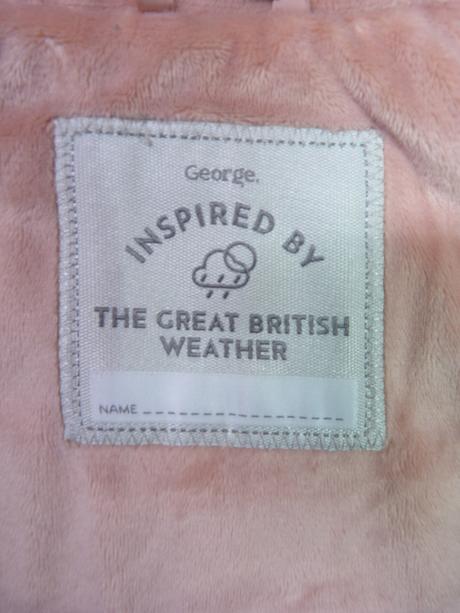 George.
INSPIRED BY
THE GREAT BRITISH
WEATHER
NAME